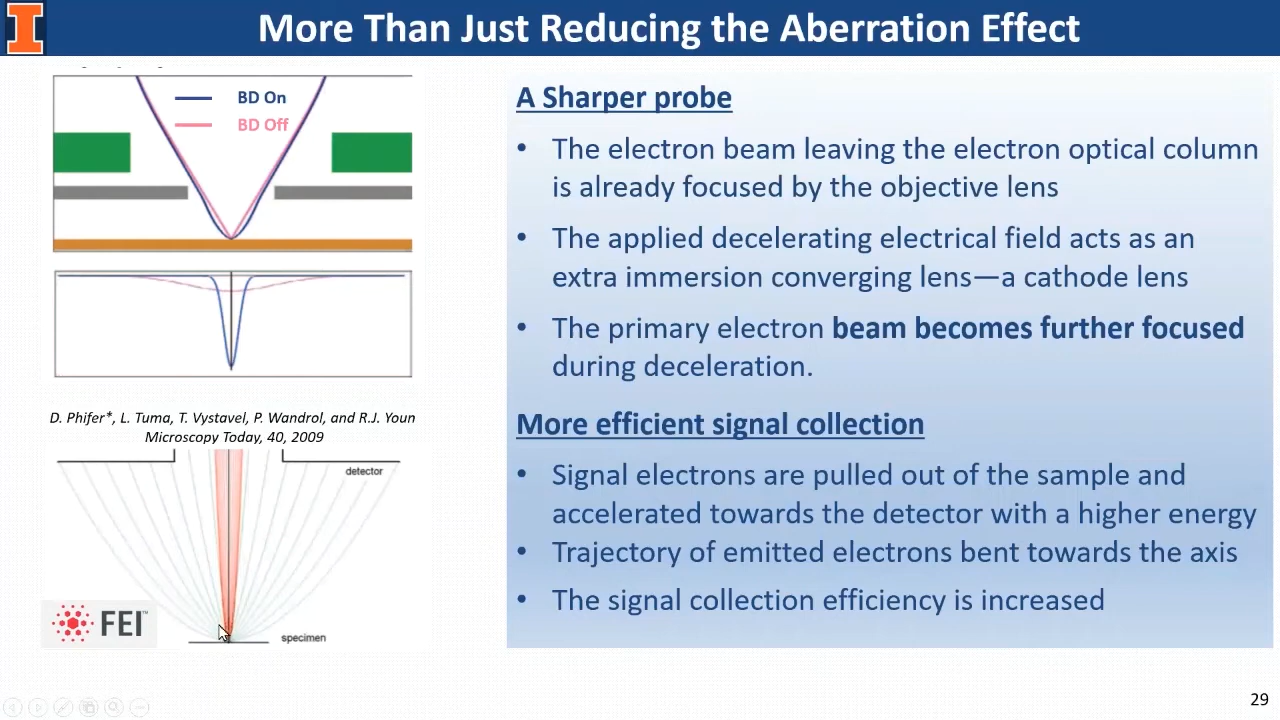 More Than Just Reducing the Aberration Effect
BD On
BD Off
D. Phifer*, L. Tuma, T. Vystavel, P. Wandrol, and R.J. Youn
Microscopy Today, 40, 2009
detector
specimen
FEI™
A Sharper probe
• The electron beam leaving the electron optical column
is already focused by the objective lens
• The applied decelerating electrical field acts as an
extra immersion converging lens—a cathode lens
• The primary electron beam becomes further focused
during deceleration.
More efficient signal collection
• Signal electrons are pulled out of the sample and
accelerated towards the detector with a higher energy
• Trajectory of emitted electrons bent towards the axis
• The signal collection efficiency is increased
29